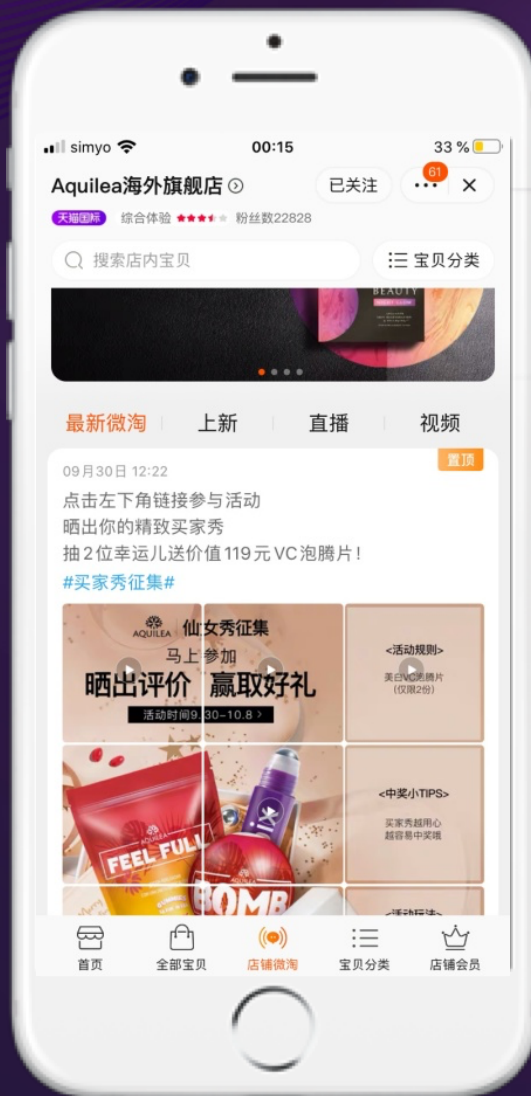 simyo 00:15 33 %
Aquilea海外旗舰店 已关注 61
天猫国际 综合体验 粉丝数22828
搜索店内宝贝 宝贝分类
BEAUTY
最新微淘 上新 直播 视频
置顶
09月30日 12:22
点击左下角链接参与活动
晒出你的精致买家秀
抽2位幸运儿送价值119元VC泡腾片!
#买家秀征集#
AQUILEA 仙女秀征集
马上参加
晒出评价 赢取好礼
活动时间9.30-10.8 >
<活动规则>
美白VC泡腾片
(仅限2份)
<中奖小TIPS>
买家秀越用心
越容易中奖哦
AQUILEA
FEEL FULL
BOMB
<活动玩法>
首页 全部宝贝 店铺微淘 宝贝分类 店铺会员